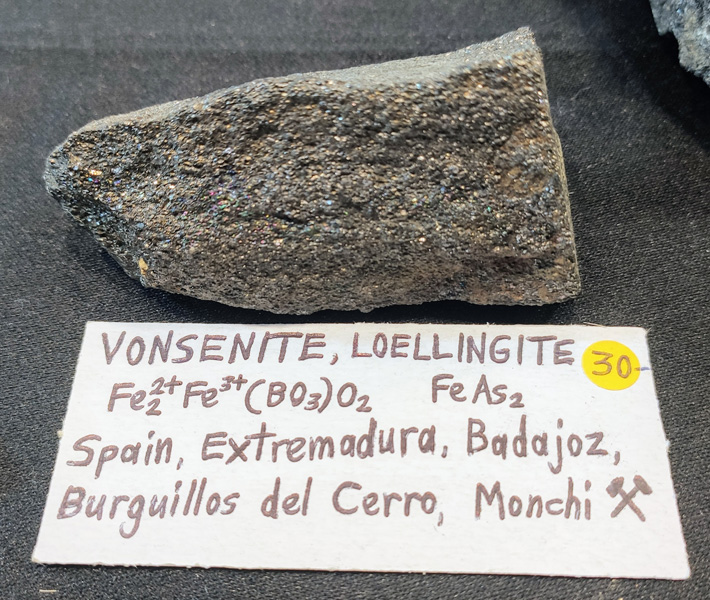 VONSENITE, LOELLINGITE
30-
Fe₂²⁺Fe³⁺(BO₃)O₂ FeAs₂
Spain, Extremadura, Badajoz,
Burguillos del Cerro, Monchi ⚒